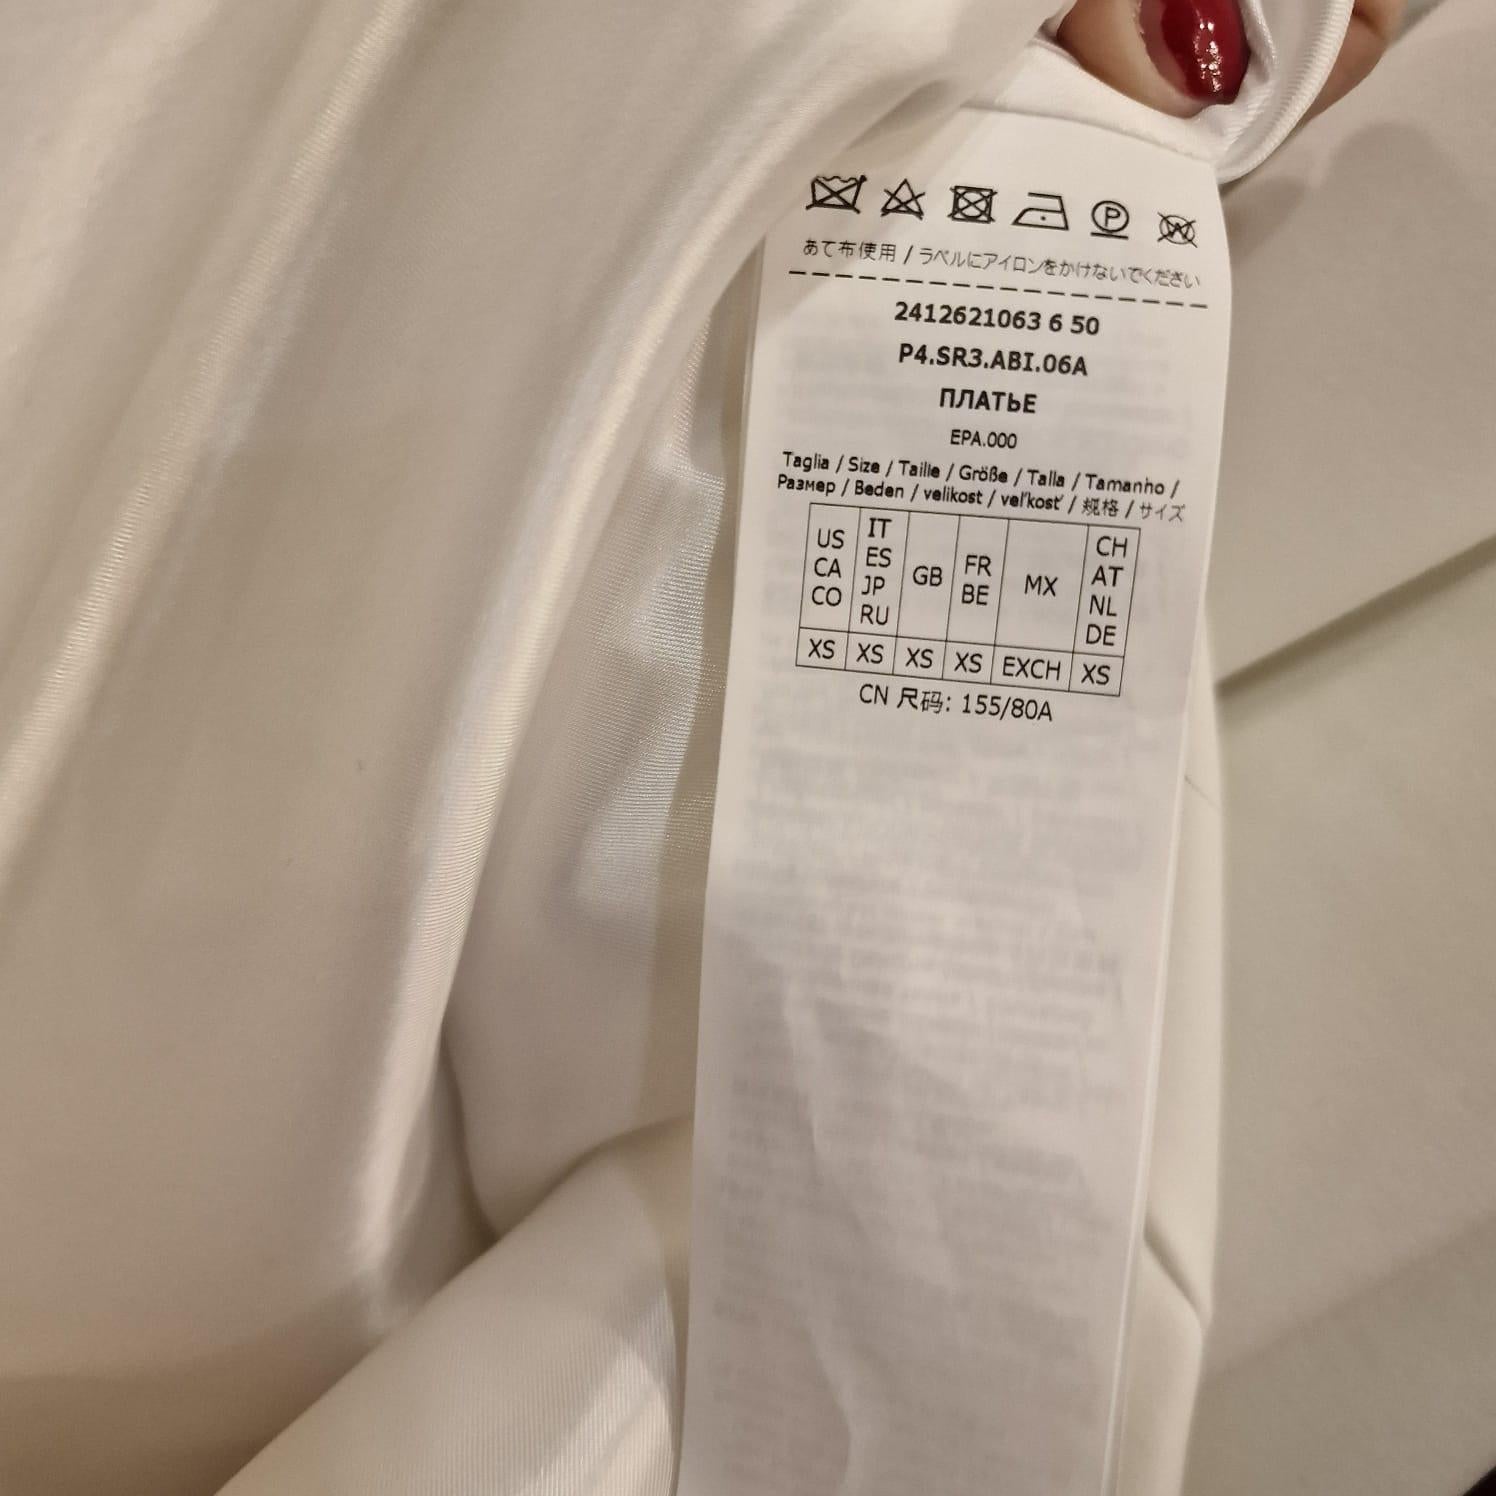 あて布使用 / ラベルにアイロンをかけないでください
2412621063 6 50
P4.SR3.ABI.06A
ПЛАТЬЕ
EPA.000
Taglia / Size / Taille / Größe / Talla / Tamanho /
Размер / Beden / velikost / veľkosť / 规格 / サイズ
US CA CO | IT ES JP RU | GB | FR BE | MX | CH AT NL DE
XS | XS | XS | XS | EXCH | XS
CN 尺码: 155/80A